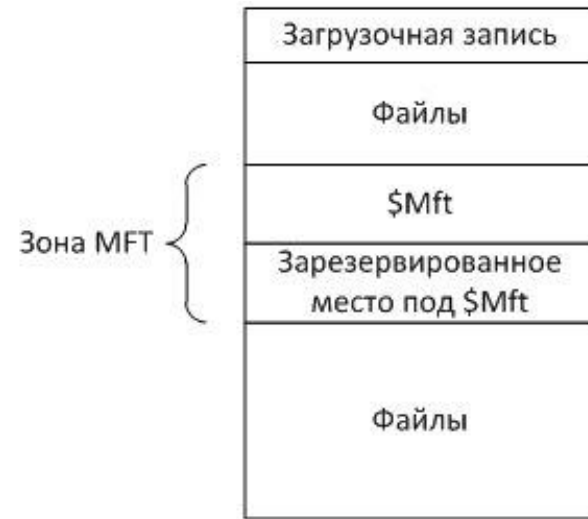 Загрузочная запись
Файлы
$Mft
Зона MFT
Зарезервированное
место под $Mft
Файлы